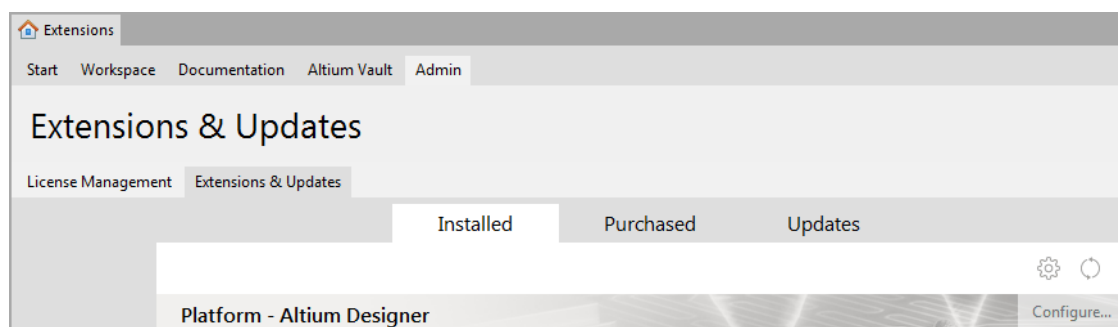 Extensions
Start Workspace Documentation Altium Vault Admin
Extensions & Updates
License Management Extensions & Updates
Installed Purchased Updates
Platform - Altium Designer Configure...